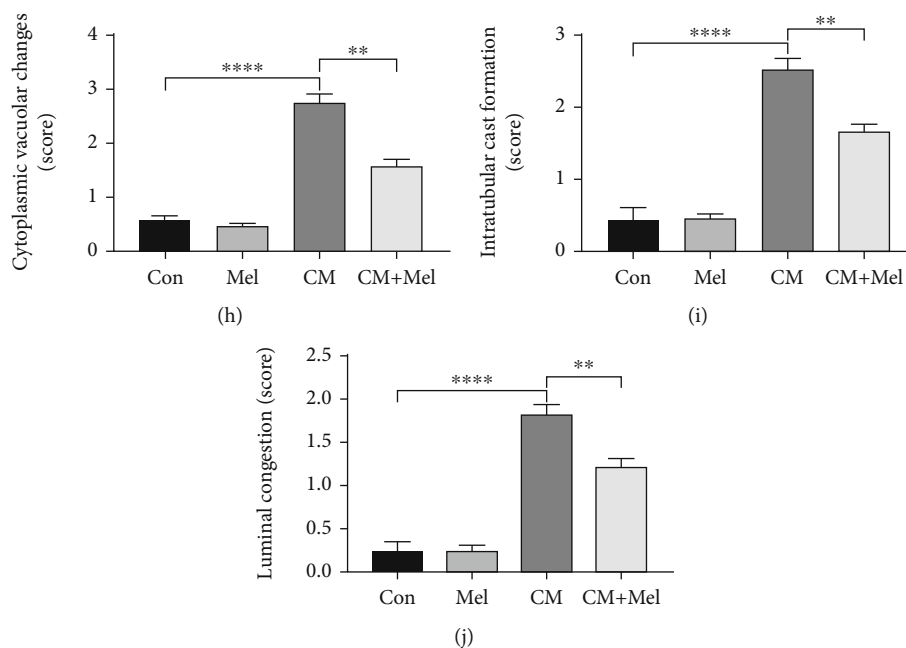 Cytoplasmic vacuolar changes
(score)
4
3
2
1
0
****
**
Con Mel CM CM+Mel
(h)
Intratubular cast formation
(score)
3
2
1
0
****
**
Con Mel CM CM+Mel
(i)
Luminal congestion (score)
2.5
2.0
1.5
1.0
0.5
0.0
****
**
Con Mel CM CM+Mel
(j)